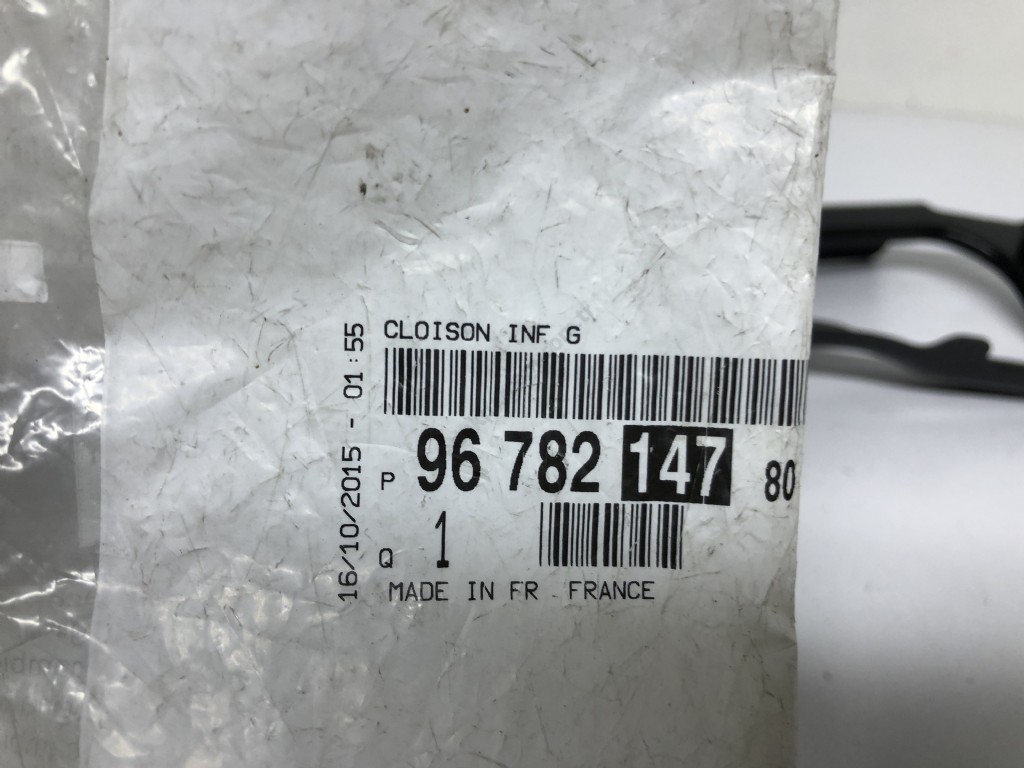 CLOISON INF G
16/10/2015 - 01:55
P 96 782 147 80
Q 1
MADE IN FR - FRANCE